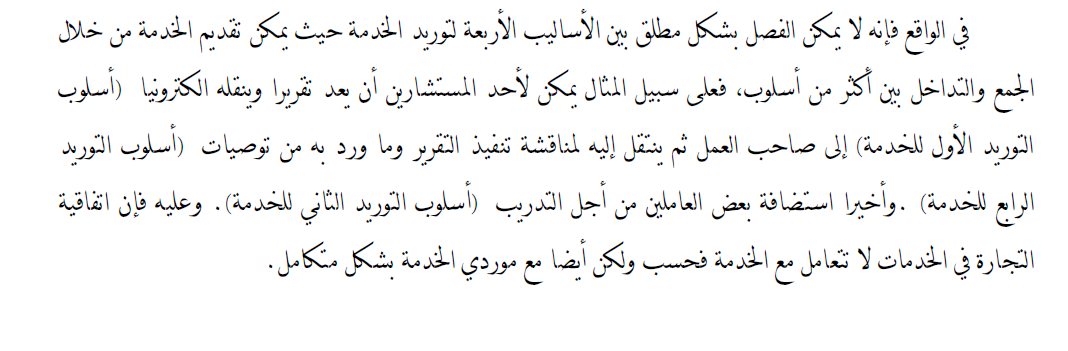 في الواقع فإنه لا يمكن الفصل بشكل مطلق بين الأساليب الأربعة لتوريد الخدمة حيث يمكن تقديم الخدمة من خلال
الجمع والتداخل بين أكثر من أسلوب، فعلى سبيل المثال يمكن لأحد المستشارين أن يعد تقريرا وينقله الكترونيا (أسلوب
التوريد الأول للخدمة) إلى صاحب العمل ثم ينتقل إليه لمناقشة تنفيذ التقرير وما ورد به من توصيات (أسلوب التوريد
الرابع للخدمة) .وأخيرا استضافة بعض العاملين من أجل التدريب (أسلوب التوريد الثاني للخدمة). وعليه فإن اتفاقية
التجارة في الخدمات لا تتعامل مع الخدمة فحسب ولكن أيضا مع موردي الخدمة بشكل متكامل.